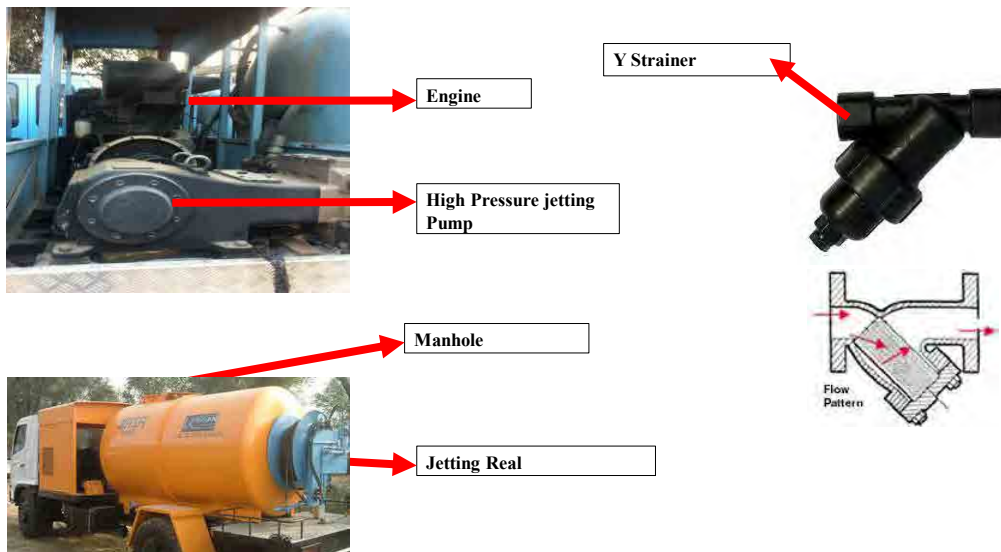 Y Strainer
Engine
High Pressure jetting
Pump
Manhole
Jetting Real
Flow
Pattern